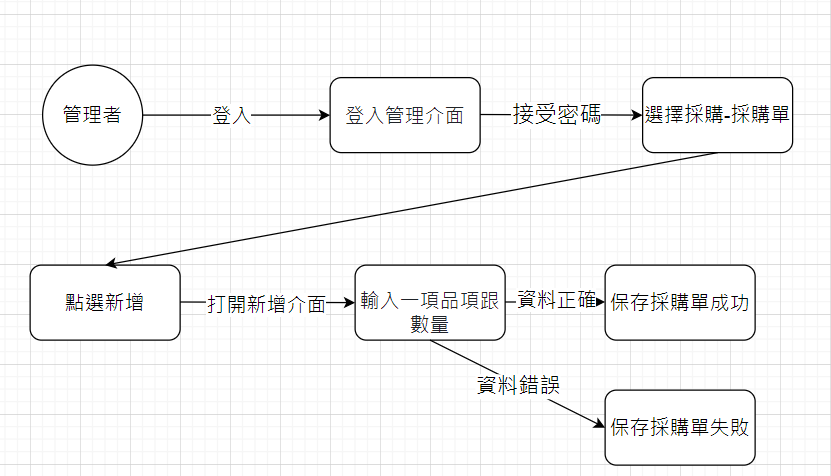 管理者
登入
登入管理介面
接受密碼
選擇採購-採購單
點選新增
打開新增介面
輸入一項品項跟
數量
資料正確
保存採購單成功
資料錯誤
保存採購單失敗